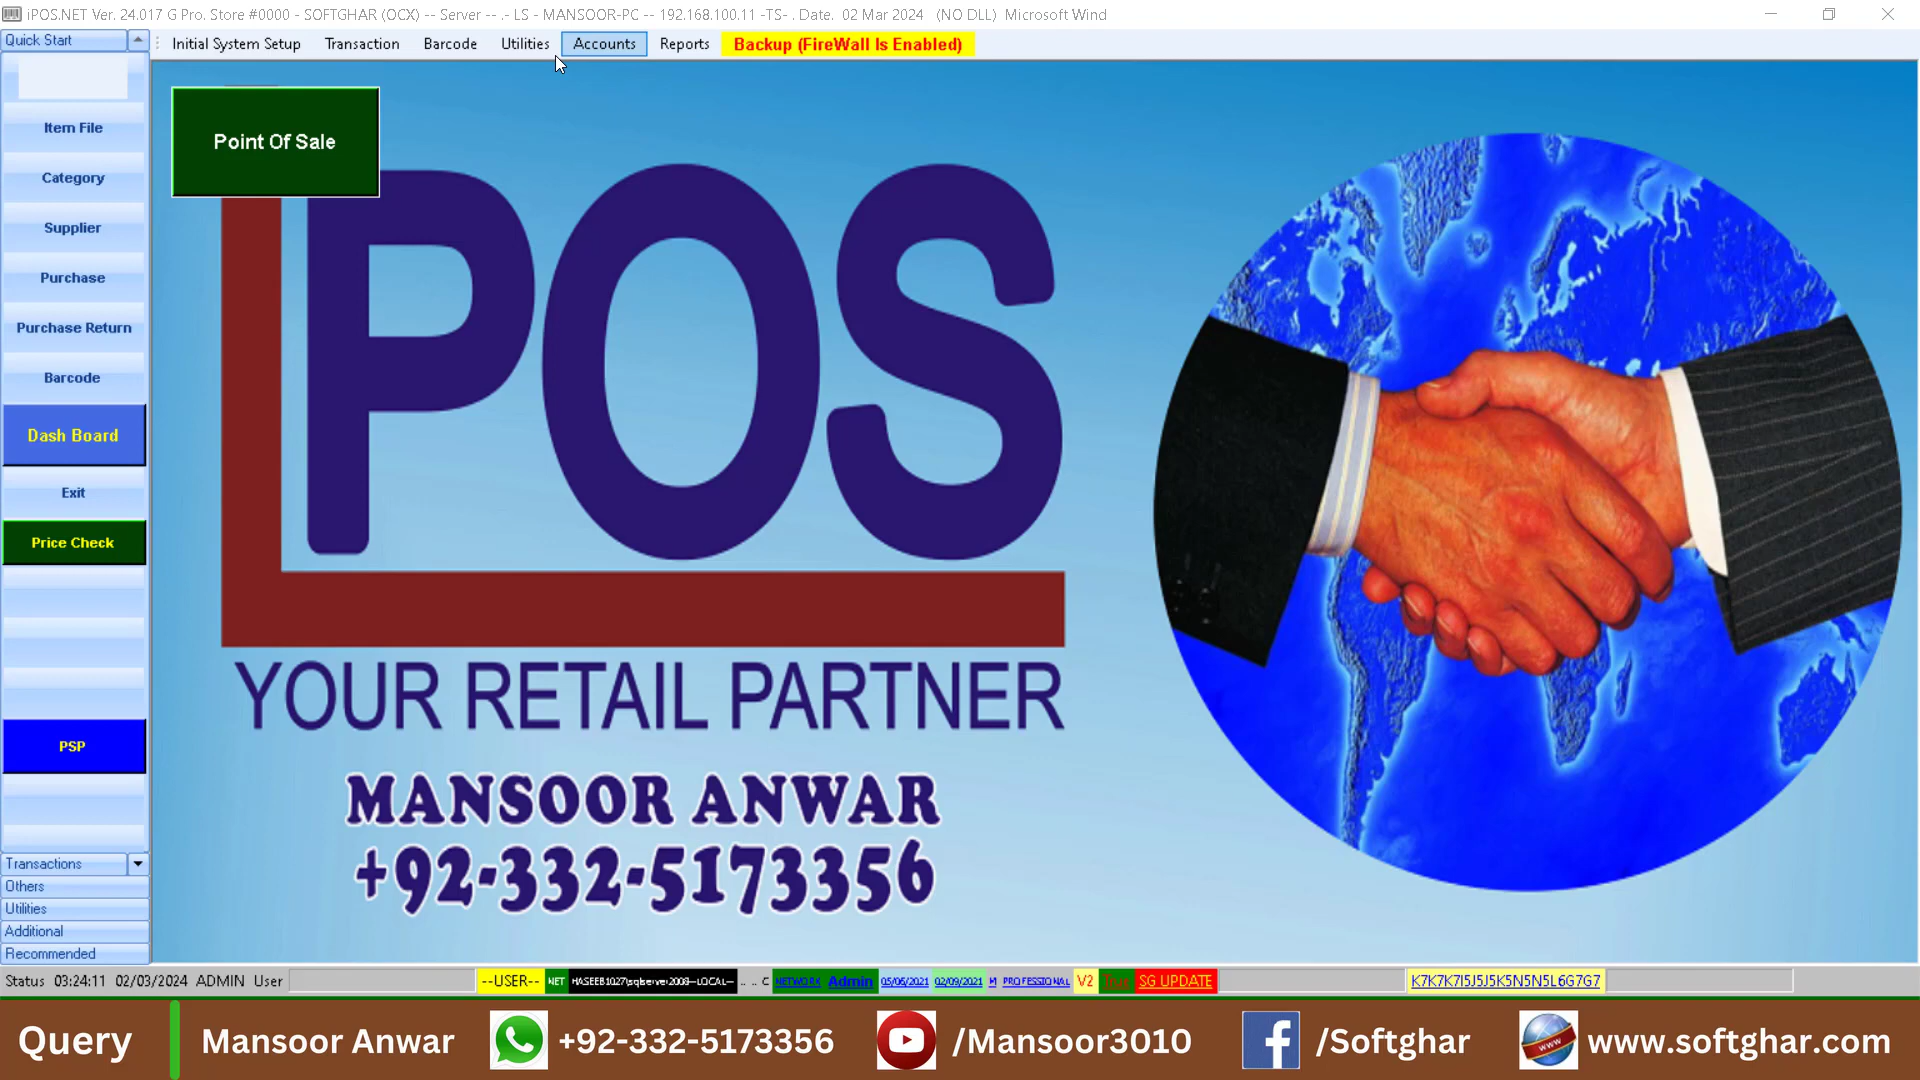 iPOS.NET Ver. 24.017 G Pro. Store #0000 - SOFTGHAR (OCX) -- Server -- .- LS - MANSOOR-PC -- 192.168.100.11 -TS- . Date. 02 Mar 2024 (NO DLL) Microsoft Wind
Quick Start
Initial System Setup Transaction Barcode Utilities Accounts Reports Backup (FireWall Is Enabled)
Point Of Sale
Item File
Category
Supplier
Purchase
Purchase Return
Barcode
Dash Board
Exit
Price Check
PSP
Transactions
Others
Utilities
Additional
Recommended
POS
YOUR RETAIL PARTNER
MANSOOR ANWAR
+92-332-5173356
Status 03:24:11 02/03/2024 ADMIN User --USER-- NET HASEEB1027\sqlserver2008--LOCAL-- .. .. C NETWORK Admin 05/06/2021 02/09/2021 M PROFESSIONAL V2 True SG UPDATE K7K7K7I5J5J5K5N5N5L6G7G7
Query Mansoor Anwar +92-332-5173356 /Mansoor3010 /Softghar www.softghar.com